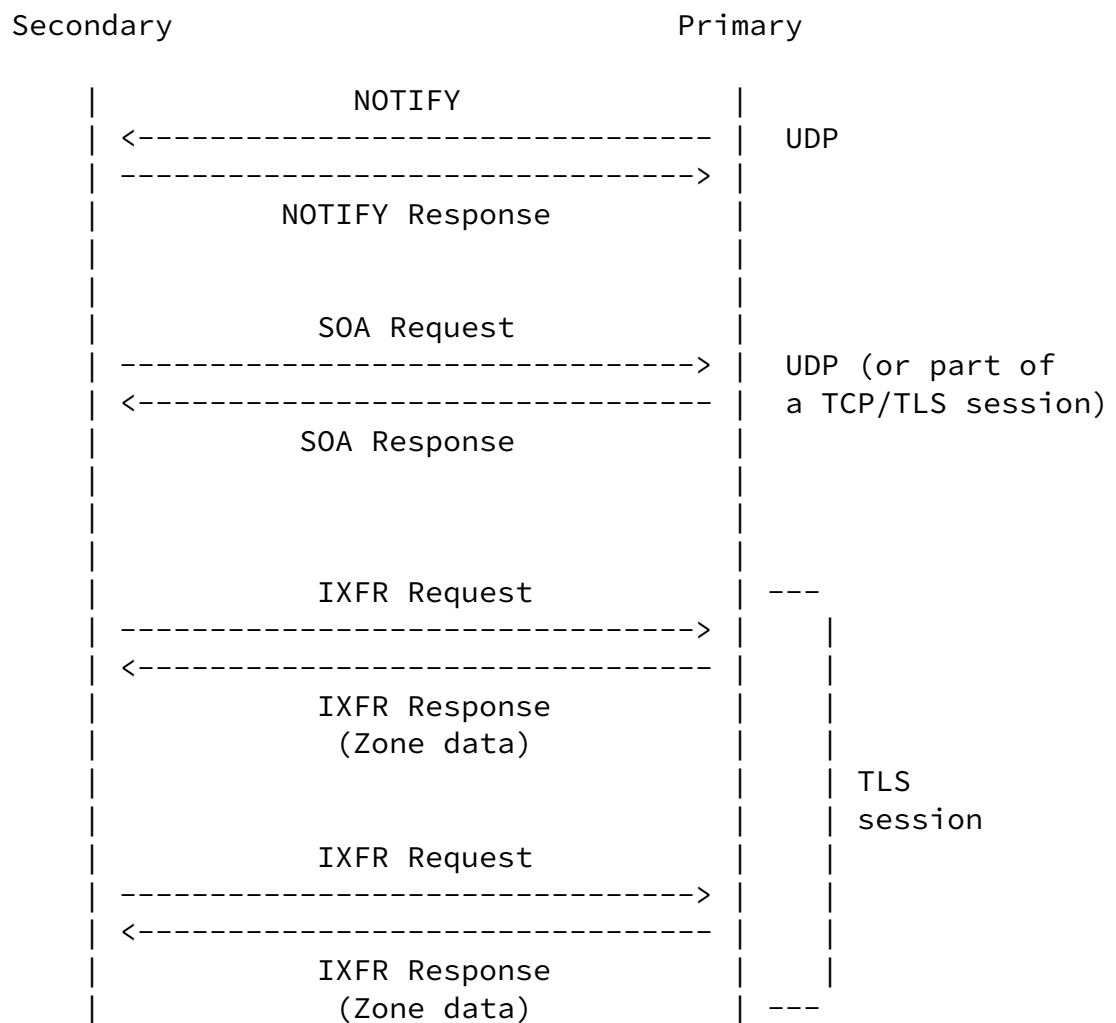 Secondary Primary
NOTIFY
UDP
NOTIFY Response
SOA Request
UDP (or part of
a TCP/TLS session)
SOA Response
IXFR Request
IXFR Response
(Zone data)
TLS
session
IXFR Request
IXFR Response
(Zone data)